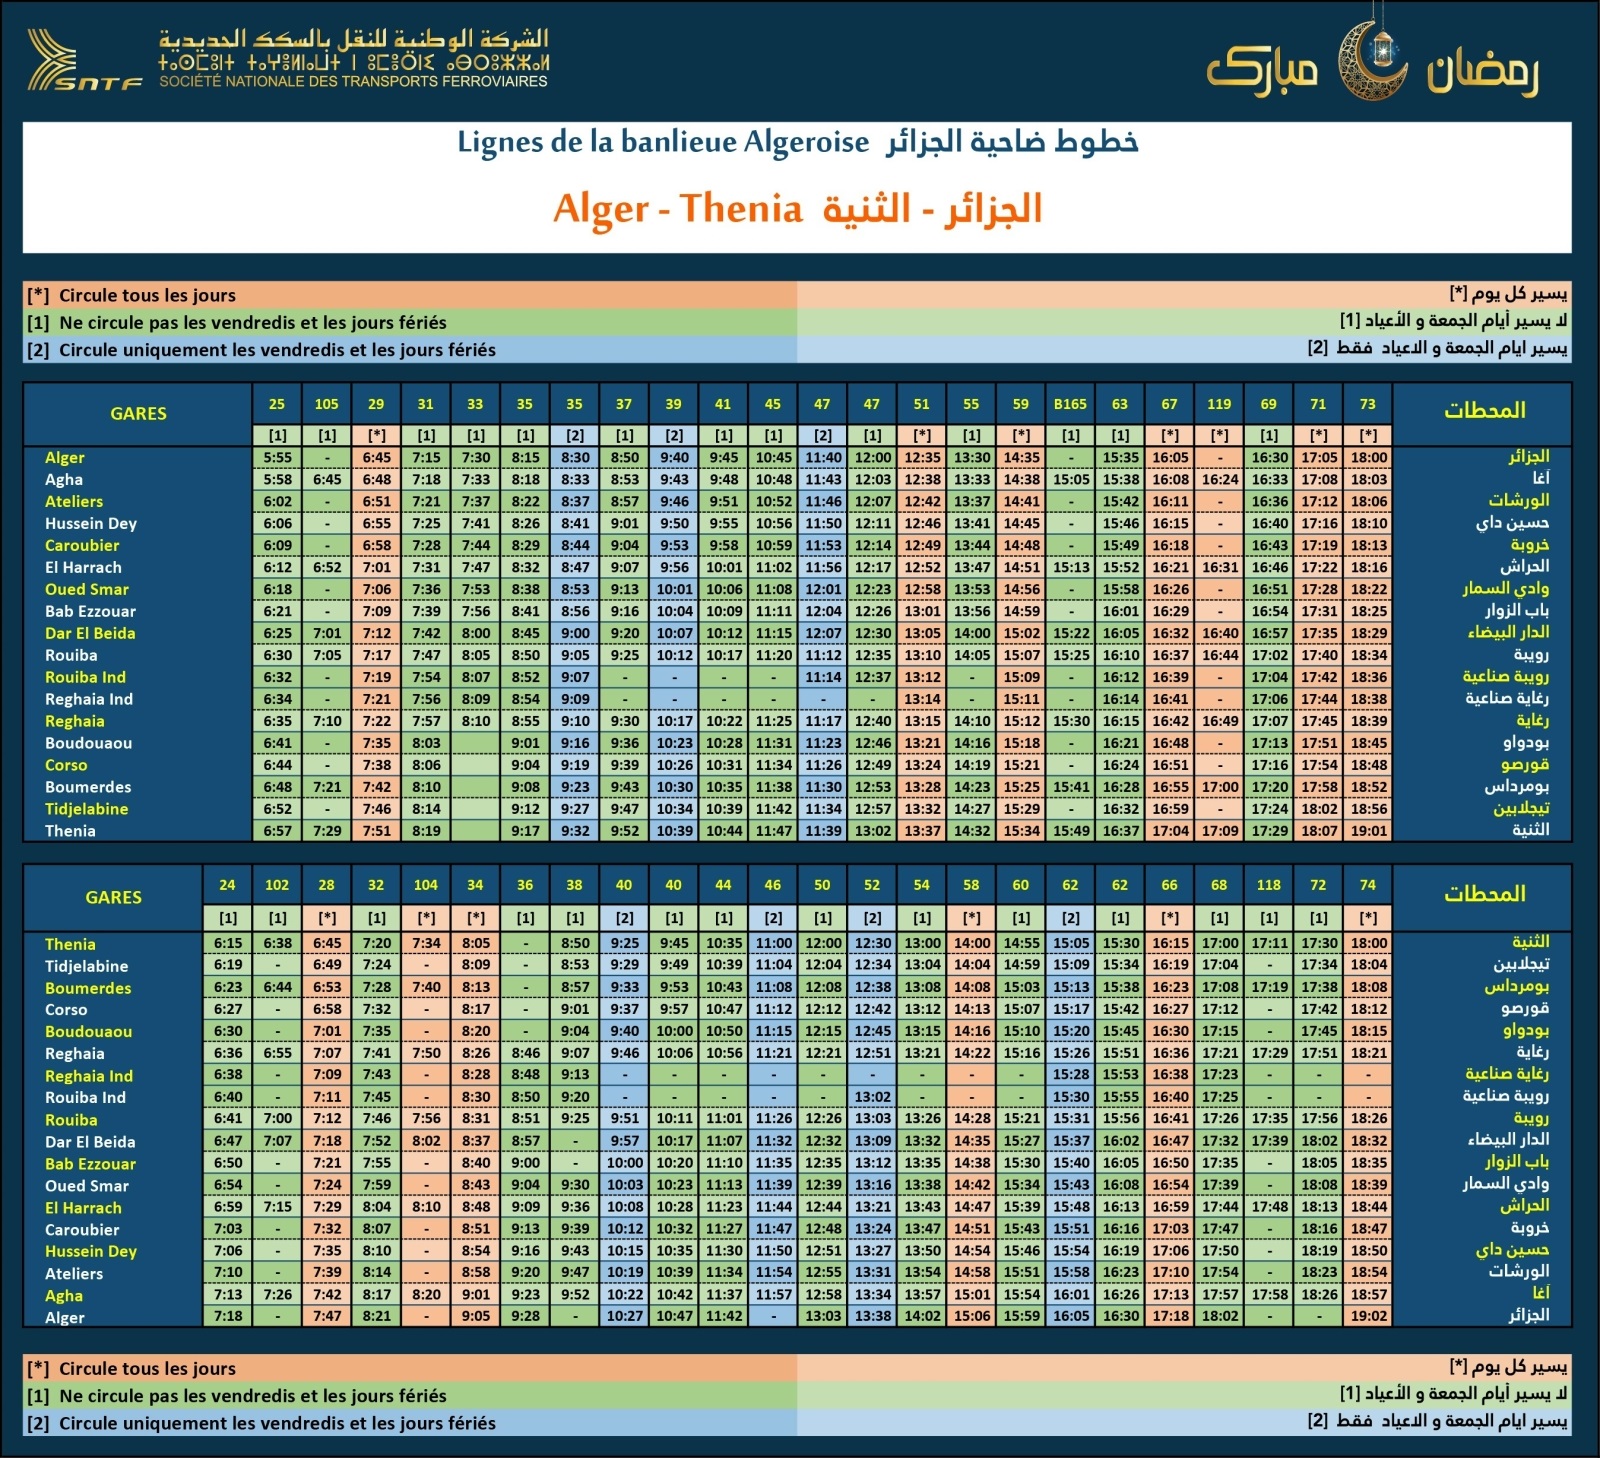 الشركة الوطنية للنقل بالسكك الحديدية
SNTF
SOCIÉTÉ NATIONALE DES TRANSPORTS FERROVIAIRES
رمضان مبارك
Lignes de la banlieue Algeroise خطوط ضاحية الجزائر
Alger - Thenia الجزائر - الثنية
[*] Circule tous les jours يسير كل يوم [*]
[1] Ne circule pas les vendredis et les jours fériés لا يسير أيام الجمعة و الأعياد [1]
[2] Circule uniquement les vendredis et les jours fériés يسير ايام الجمعة و الاعياد فقط [2]
GARES 25 105 29 31 33 35 35 37 39 41 45 47 47 51 55 59 B165 63 67 119 69 71 73 المحطات
[1] [1] [*] [1] [1] [1] [2] [1] [2] [1] [1] [2] [1] [*] [1] [*] [1] [1] [*] [*] [1] [*] [*]
Alger 5:55 - 6:45 7:15 7:30 8:15 8:30 8:50 9:40 9:45 10:45 11:40 12:00 12:35 13:30 14:35 - 15:35 16:05 - 16:30 17:05 18:00 الجزائر
Agha 5:58 6:45 6:48 7:18 7:33 8:18 8:33 8:53 9:43 9:48 10:48 11:43 12:03 12:38 13:33 14:38 15:05 15:38 16:08 16:24 16:33 17:08 18:03 آغا
Ateliers 6:02 - 6:51 7:21 7:37 8:22 8:37 8:57 9:46 9:51 10:52 11:46 12:07 12:42 13:37 14:41 - 15:42 16:11 - 16:36 17:12 18:06 الورشات
Hussein Dey 6:06 - 6:55 7:25 7:41 8:26 8:41 9:01 9:50 9:55 10:56 11:50 12:11 12:46 13:41 14:45 - 15:46 16:15 - 16:40 17:16 18:10 حسين داي
Caroubier 6:09 - 6:58 7:28 7:44 8:29 8:44 9:04 9:53 9:58 10:59 11:53 12:14 12:49 13:44 14:48 - 15:49 16:18 - 16:43 17:19 18:13 خروبة
El Harrach 6:12 6:52 7:01 7:31 7:47 8:32 8:47 9:07 9:56 10:01 11:02 11:56 12:17 12:52 13:47 14:51 15:13 15:52 16:21 16:31 16:46 17:22 18:16 الحراش
Oued Smar 6:18 - 7:06 7:36 7:53 8:38 8:53 9:13 10:01 10:06 11:08 12:01 12:23 12:58 13:53 14:56 - 15:58 16:26 - 16:51 17:28 18:22 وادي السمار
Bab Ezzouar 6:21 - 7:09 7:39 7:56 8:41 8:56 9:16 10:04 10:09 11:11 12:04 12:26 13:01 13:56 14:59 - 16:01 16:29 - 16:54 17:31 18:25 باب الزوار
Dar El Beida 6:25 7:01 7:12 7:42 8:00 8:45 9:00 9:20 10:07 10:12 11:15 12:07 12:30 13:05 14:00 15:02 15:22 16:05 16:32 16:40 16:57 17:35 18:29 الدار البيضاء
Rouiba 6:30 7:05 7:17 7:47 8:05 8:50 9:05 9:25 10:12 10:17 11:20 11:12 12:35 13:10 14:05 15:07 15:25 16:10 16:37 16:44 17:02 17:40 18:34 رويبة
Rouiba Ind 6:32 - 7:19 7:54 8:07 8:52 9:07 - - - - 11:14 12:37 13:12 - 15:09 - 16:12 16:39 - 17:04 17:42 18:36 رويبة صناعية
Reghaia Ind 6:34 - 7:21 7:56 8:09 8:54 9:09 - - - - - - 13:14 - 15:11 - 16:14 16:41 - 17:06 17:44 18:38 رغاية صناعية
Reghaia 6:35 7:10 7:22 7:57 8:10 8:55 9:10 9:30 10:17 10:22 11:25 11:17 12:40 13:15 14:10 15:12 15:30 16:15 16:42 16:49 17:07 17:45 18:39 رغاية
Boudouaou 6:41 - 7:35 8:03 9:01 9:16 9:36 10:23 10:28 11:31 11:23 12:46 13:21 14:16 15:18 - 16:21 16:48 - 17:13 17:51 18:45 بودواو
Corso 6:44 - 7:38 8:06 9:04 9:19 9:39 10:26 10:31 11:34 11:26 12:49 13:24 14:19 15:21 - 16:24 16:51 - 17:16 17:54 18:48 قورصو
Boumerdes 6:48 7:21 7:42 8:10 9:08 9:23 9:43 10:30 10:35 11:38 11:30 12:53 13:28 14:23 15:25 15:41 16:28 16:55 17:00 17:20 17:58 18:52 بومرداس
Tidjelabine 6:52 - 7:46 8:14 9:12 9:27 9:47 10:34 10:39 11:42 11:34 12:57 13:32 14:27 15:29 - 16:32 16:59 - 17:24 18:02 18:56 تيجلابين
Thenia 6:57 7:29 7:51 8:19 9:17 9:32 9:52 10:39 10:44 11:47 11:39 13:02 13:37 14:32 15:34 15:49 16:37 17:04 17:09 17:29 18:07 19:01 الثنية
GARES 24 102 28 32 104 34 36 38 40 40 44 46 50 52 54 58 60 62 62 66 68 118 72 74 المحطات
[1] [1] [*] [1] [*] [*] [1] [1] [2] [1] [1] [2] [1] [2] [1] [*] [1] [2] [1] [*] [1] [1] [1] [*]
Thenia 6:15 6:38 6:45 7:20 7:34 8:05 - 8:50 9:25 9:45 10:35 11:00 12:00 12:30 13:00 14:00 14:55 15:05 15:30 16:15 17:00 17:11 17:30 18:00 الثنية
Tidjelabine 6:19 - 6:49 7:24 - 8:09 - 8:53 9:29 9:49 10:39 11:04 12:04 12:34 13:04 14:04 14:59 15:09 15:34 16:19 17:04 - 17:34 18:04 تيجلابين
Boumerdes 6:23 6:44 6:53 7:28 7:40 8:13 - 8:57 9:33 9:53 10:43 11:08 12:08 12:38 13:08 14:08 15:03 15:13 15:38 16:23 17:08 17:19 17:38 18:08 بومرداس
Corso 6:27 - 6:58 7:32 - 8:17 - 9:01 9:37 9:57 10:47 11:12 12:12 12:42 13:12 14:13 15:07 15:17 15:42 16:27 17:12 - 17:42 18:12 قورصو
Boudouaou 6:30 - 7:01 7:35 - 8:20 - 9:04 9:40 10:00 10:50 11:15 12:15 12:45 13:15 14:16 15:10 15:20 15:45 16:30 17:15 - 17:45 18:15 بودواو
Reghaia 6:36 6:55 7:07 7:41 7:50 8:26 8:46 9:07 9:46 10:06 10:56 11:21 12:21 12:51 13:21 14:22 15:16 15:26 15:51 16:36 17:21 17:29 17:51 18:21 رغاية
Reghaia Ind 6:38 - 7:09 7:43 - 8:28 8:48 9:13 - - - - - - - - - 15:28 15:53 16:38 17:23 - - - رغاية صناعية
Rouiba Ind 6:40 - 7:11 7:45 - 8:30 8:50 9:20 - - - - - 13:02 - - - 15:30 15:55 16:40 17:25 - - - رويبة صناعية
Rouiba 6:41 7:00 7:12 7:46 7:56 8:31 8:51 9:25 9:51 10:11 11:01 11:26 12:26 13:03 13:26 14:28 15:21 15:31 15:56 16:41 17:26 17:35 17:56 18:26 رويبة
Dar El Beida 6:47 7:07 7:18 7:52 8:02 8:37 8:57 - 9:57 10:17 11:07 11:32 12:32 13:09 13:32 14:35 15:27 15:37 16:02 16:47 17:32 17:39 18:02 18:32 الدار البيضاء
Bab Ezzouar 6:50 - 7:21 7:55 - 8:40 9:00 - 10:00 10:20 11:10 11:35 12:35 13:12 13:35 14:38 15:30 15:40 16:05 16:50 17:35 - 18:05 18:35 باب الزوار
Oued Smar 6:54 - 7:24 7:59 - 8:43 9:04 9:30 10:03 10:23 11:13 11:39 12:39 13:16 13:38 14:42 15:34 15:43 16:08 16:54 17:39 - 18:08 18:39 وادي السمار
El Harrach 6:59 7:15 7:29 8:04 8:10 8:48 9:09 9:36 10:08 10:28 11:23 11:44 12:44 13:21 13:43 14:47 15:39 15:48 16:13 16:59 17:44 17:48 18:13 18:44 الحراش
Caroubier 7:03 - 7:32 8:07 - 8:51 9:13 9:39 10:12 10:32 11:27 11:47 12:48 13:24 13:47 14:51 15:43 15:51 16:16 17:03 17:47 - 18:16 18:47 خروبة
Hussein Dey 7:06 - 7:35 8:10 - 8:54 9:16 9:43 10:15 10:35 11:30 11:50 12:51 13:27 13:50 14:54 15:46 15:54 16:19 17:06 17:50 - 18:19 18:50 حسين داي
Ateliers 7:10 - 7:39 8:14 - 8:58 9:20 9:47 10:19 10:39 11:34 11:54 12:55 13:31 13:54 14:58 15:51 15:58 16:23 17:10 17:54 - 18:23 18:54 الورشات
Agha 7:13 7:26 7:42 8:17 8:20 9:01 9:23 9:52 10:22 10:42 11:37 11:57 12:58 13:34 13:57 15:01 15:54 16:01 16:26 17:13 17:57 17:58 18:26 18:57 آغا
Alger 7:18 - 7:47 8:21 - 9:05 9:28 - 10:27 10:47 11:42 - 13:03 13:38 14:02 15:06 15:59 16:05 16:30 17:18 18:02 - - 19:02 الجزائر
[*] Circule tous les jours يسير كل يوم [*]
[1] Ne circule pas les vendredis et les jours fériés لا يسير أيام الجمعة و الأعياد [1]
[2] Circule uniquement les vendredis et les jours fériés يسير ايام الجمعة و الاعياد فقط [2]